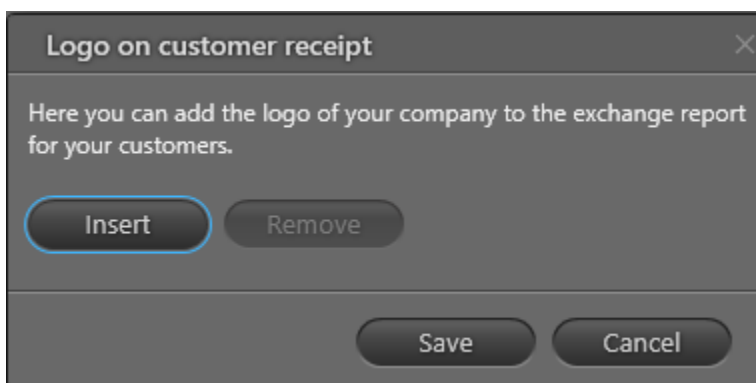 Logo on customer receipt
Here you can add the logo of your company to the exchange report
for your customers.
Insert
Remove
Save
Cancel